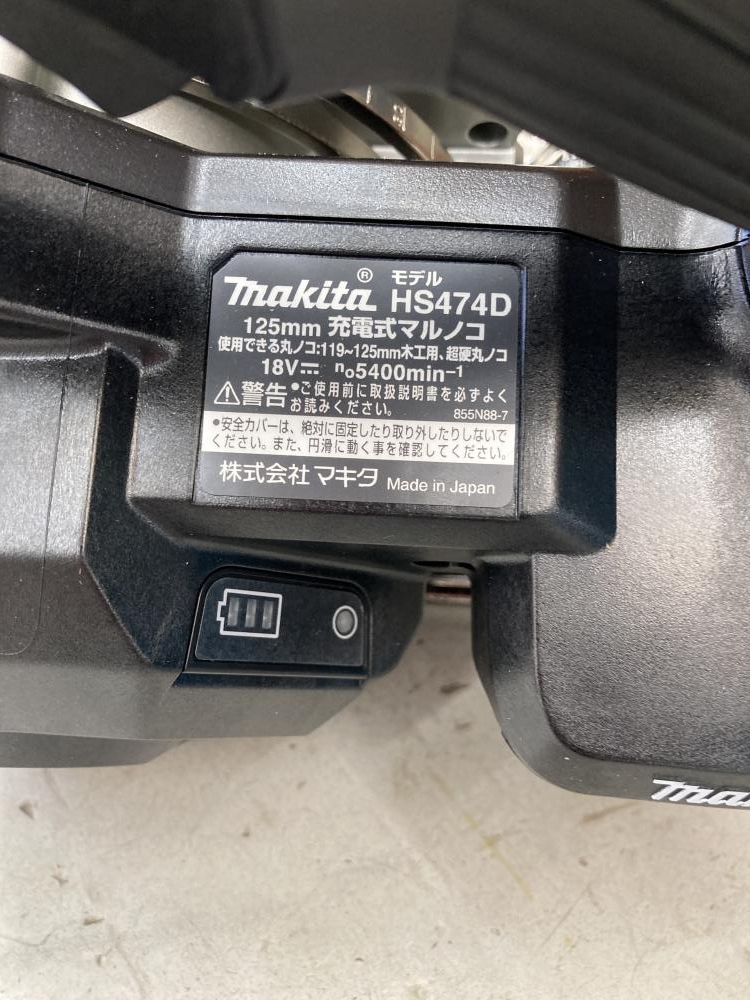 makita® モデル HS474D
125mm 充電式マルノコ
使用できる丸ノコ:119~125mm木工用、超硬丸ノコ
18V⎓ no5400min-1
⚠警告 •ご使用前に取扱説明書を必ずよく
お読みください。 855N88-7
•安全カバーは、絶対に固定したり取り外したりしないで
ください。また、円滑に動く事を確認してください。
株式会社マキタ Made in Japan